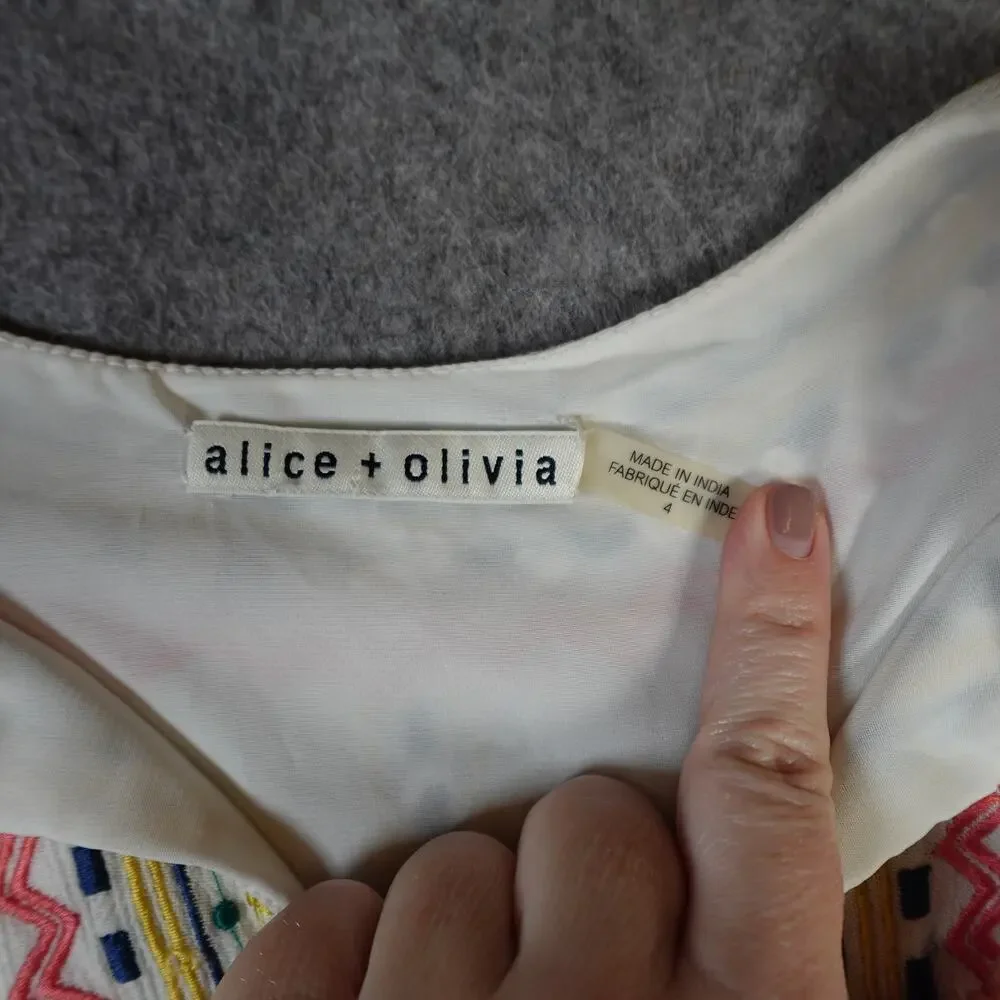 alice + olivia
MADE IN INDIA
FABRIQUÉ EN INDE
4